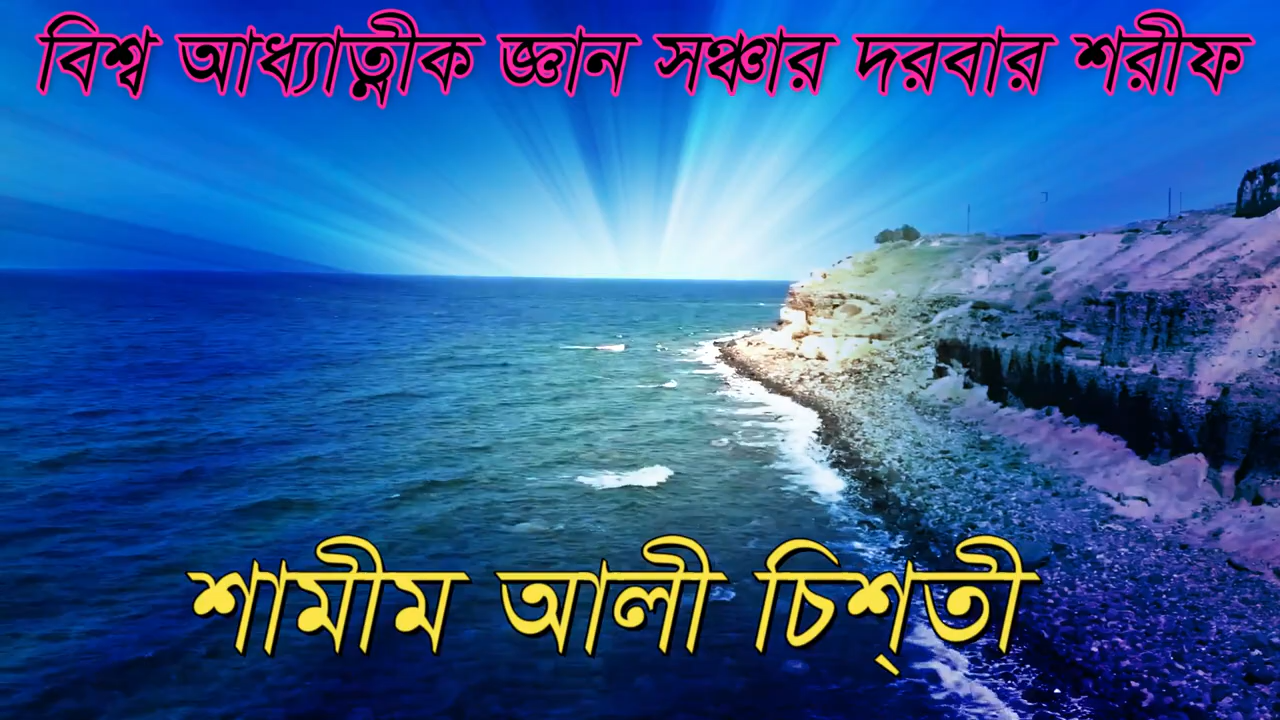 বিশ্ব আধ্যাত্নীক জ্ঞান সঞ্চার দরবার শরীফ
শামীম আলী চিশ্‌তী